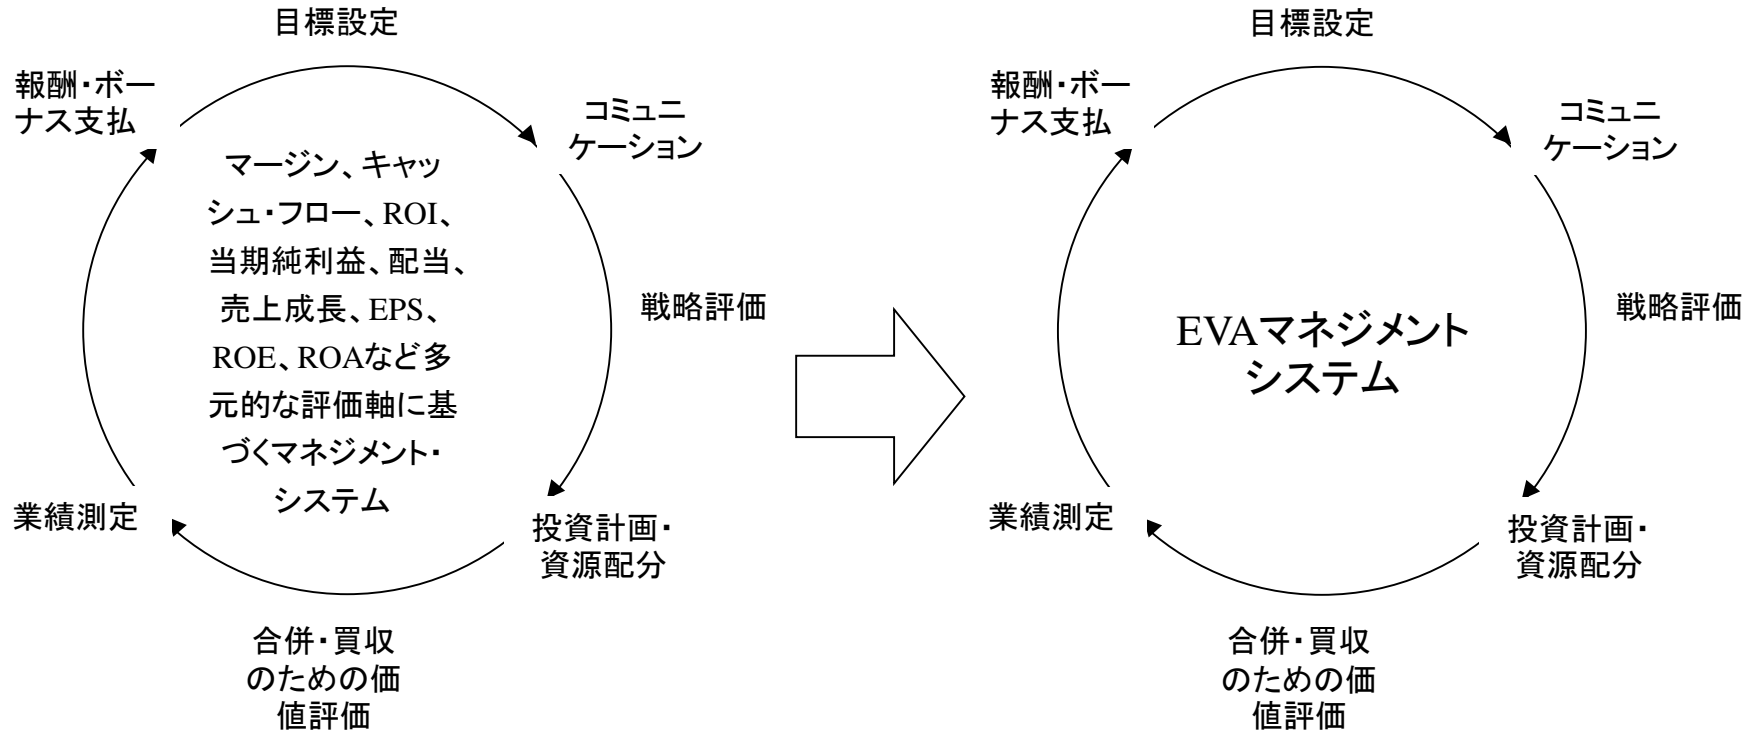 目標設定
報酬・ボー
ナス支払
コミュニ
ケーション
マージン、キャッ
シュ・フロー、ROI、
当期純利益、配当、
売上成長、EPS、
ROE、ROAなど多
元的な評価軸に基
づくマネジメント・
システム
戦略評価
業績測定
投資計画・
資源配分
合併・買収
のための価
値評価
目標設定
報酬・ボー
ナス支払
コミュニ
ケーション
EVAマネジメント
システム
戦略評価
業績測定
投資計画・
資源配分
合併・買収
のための価
値評価